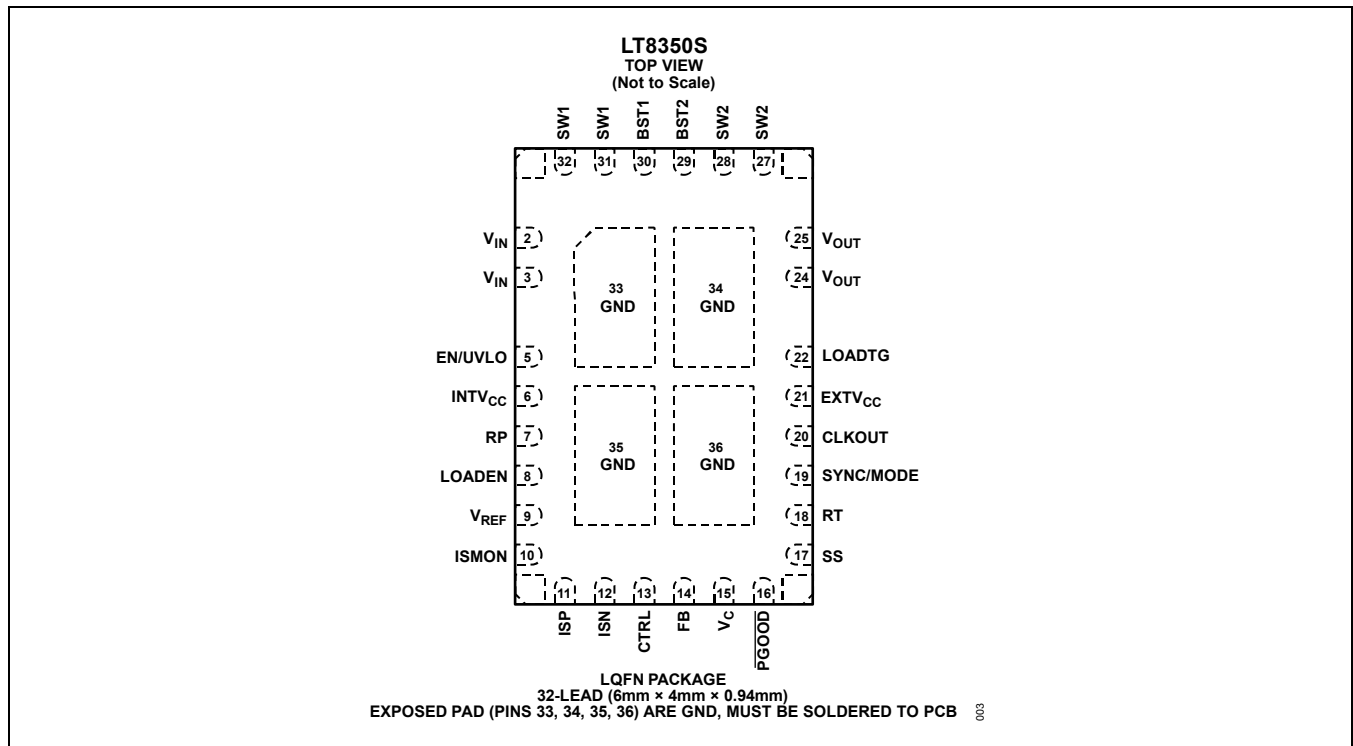 LT8350S
TOP VIEW
(Not to Scale)
SW1 SW1 BST1 BST2 SW2 SW2
32 31 30 29 28 27
VIN 2 25 VOUT
VIN 3 24 VOUT
33 GND 34 GND
EN/UVLO 5 22 LOADTG
INTVCC 6 21 EXTVCC
RP 7 20 CLKOUT
35 GND 36 GND
LOADEN 8 19 SYNC/MODE
VREF 9 18 RT
ISMON 10 17 SS
11 12 13 14 15 16
ISP ISN CTRL FB VC PGOOD
LQFN PACKAGE
32-LEAD (6mm × 4mm × 0.94mm)
EXPOSED PAD (PINS 33, 34, 35, 36) ARE GND, MUST BE SOLDERED TO PCB
003